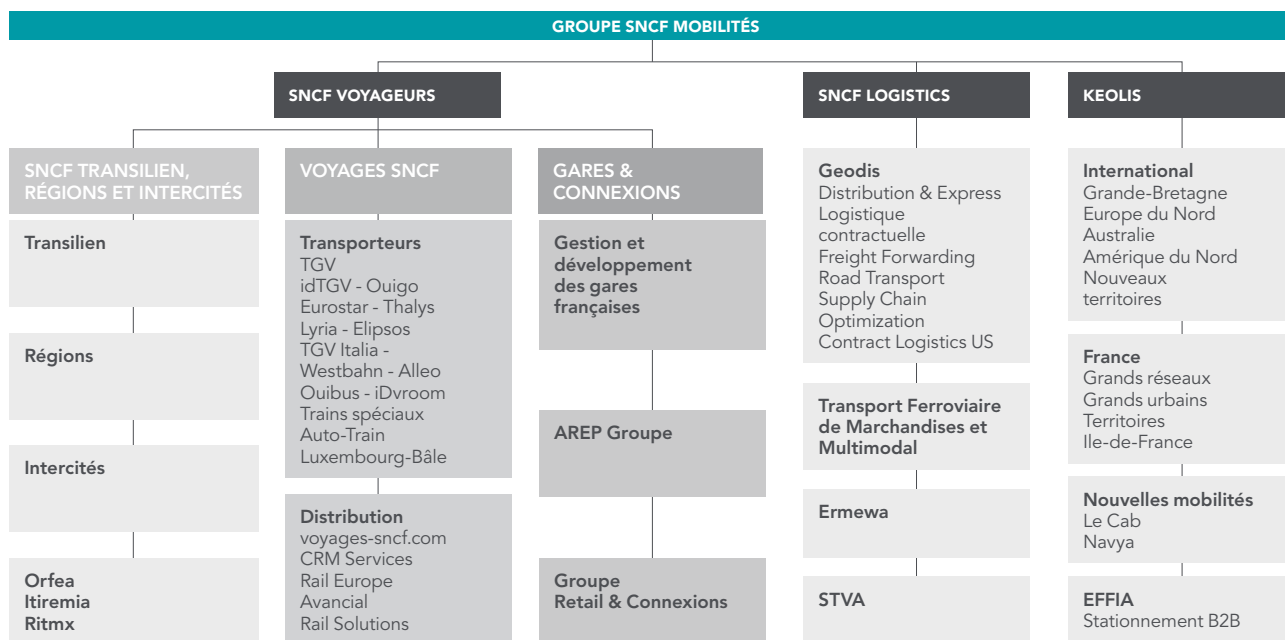 GROUPE SNCF MOBILITÉS
SNCF VOYAGEURS
SNCF LOGISTICS
KEOLIS
SNCF TRANSILIEN,
RÉGIONS ET INTERCITÉS
VOYAGES SNCF
GARES &
CONNEXIONS
Transilien
Régions
Intercités
Orfea
Itiremia
Ritmx
Transporteurs
TGV
idTGV - Ouigo
Eurostar - Thalys
Lyria - Elipsos
TGV Italia -
Westbahn - Alleo
Ouibus - iDvroom
Trains spéciaux
Auto-Train
Luxembourg-Bâle
Distribution
voyages-sncf.com
CRM Services
Rail Europe
Avancial
Rail Solutions
Gestion et
développement
des gares
françaises
AREP Groupe
Groupe
Retail & Connexions
Geodis
Distribution & Express
Logistique
contractuelle
Freight Forwarding
Road Transport
Supply Chain
Optimization
Contract Logistics US
Transport Ferroviaire
de Marchandises et
Multimodal
Ermewa
STVA
International
Grande-Bretagne
Europe du Nord
Australie
Amérique du Nord
Nouveaux
territoires
France
Grands réseaux
Grands urbains
Territoires
Ile-de-France
Nouvelles mobilités
Le Cab
Navya
EFFIA
Stationnement B2B